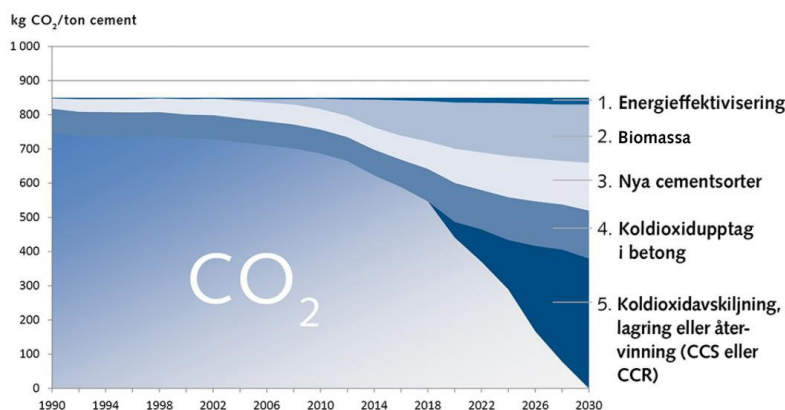 kg CO₂/ton cement
1 000
900
800
700
600
500
400
300
200
100
0
1990
1994
1998
2002
2006
2010
2014
2018
2022
2026
2030
CO₂
1. Energieffektivisering
2. Biomassa
3. Nya cementsorter
4. Koldioxidupptag
i betong
5. Koldioxidavskiljning,
lagring eller åter-
vinning (CCS eller
CCR)